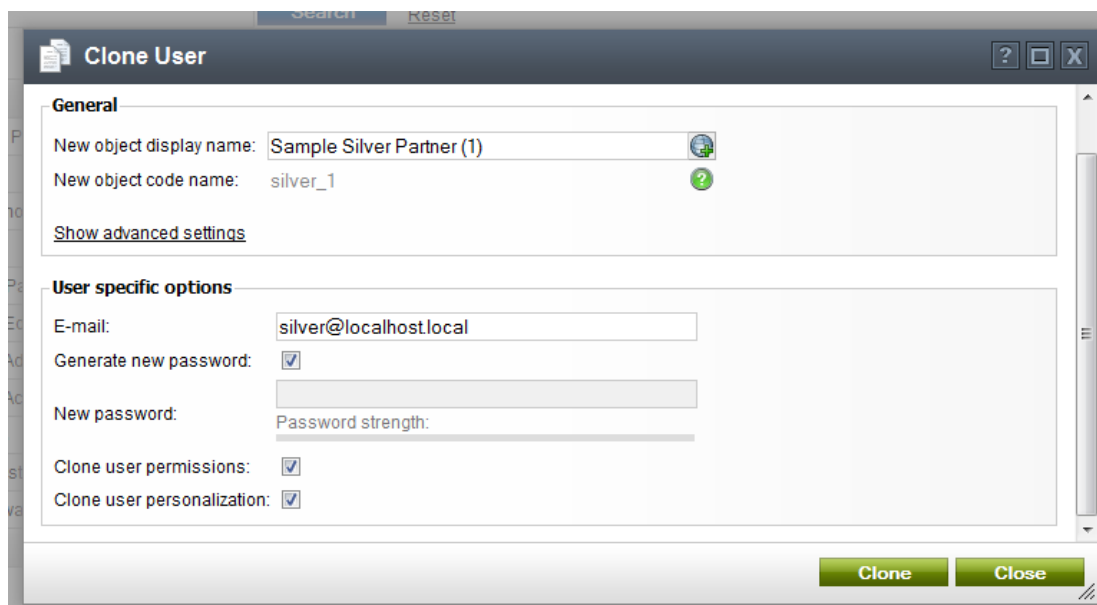 Search Reset
Clone User
General
New object display name: Sample Silver Partner (1)
New object code name: silver_1
Show advanced settings
User specific options
E-mail: silver@localhost.local
Generate new password:
New password:
Password strength:
Clone user permissions:
Clone user personalization:
Clone Close